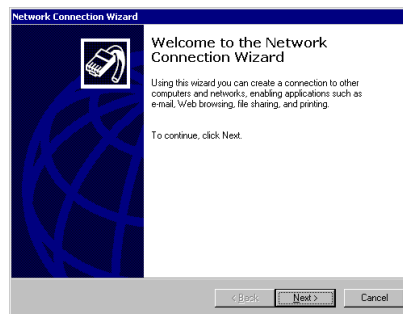 Network Connection Wizard
Welcome to the Network
Connection Wizard
Using this wizard you can create a connection to other
computers and networks, enabling applications such as
e-mail, Web browsing, file sharing, and printing.
To continue, click Next.
< Back
Next >
Cancel